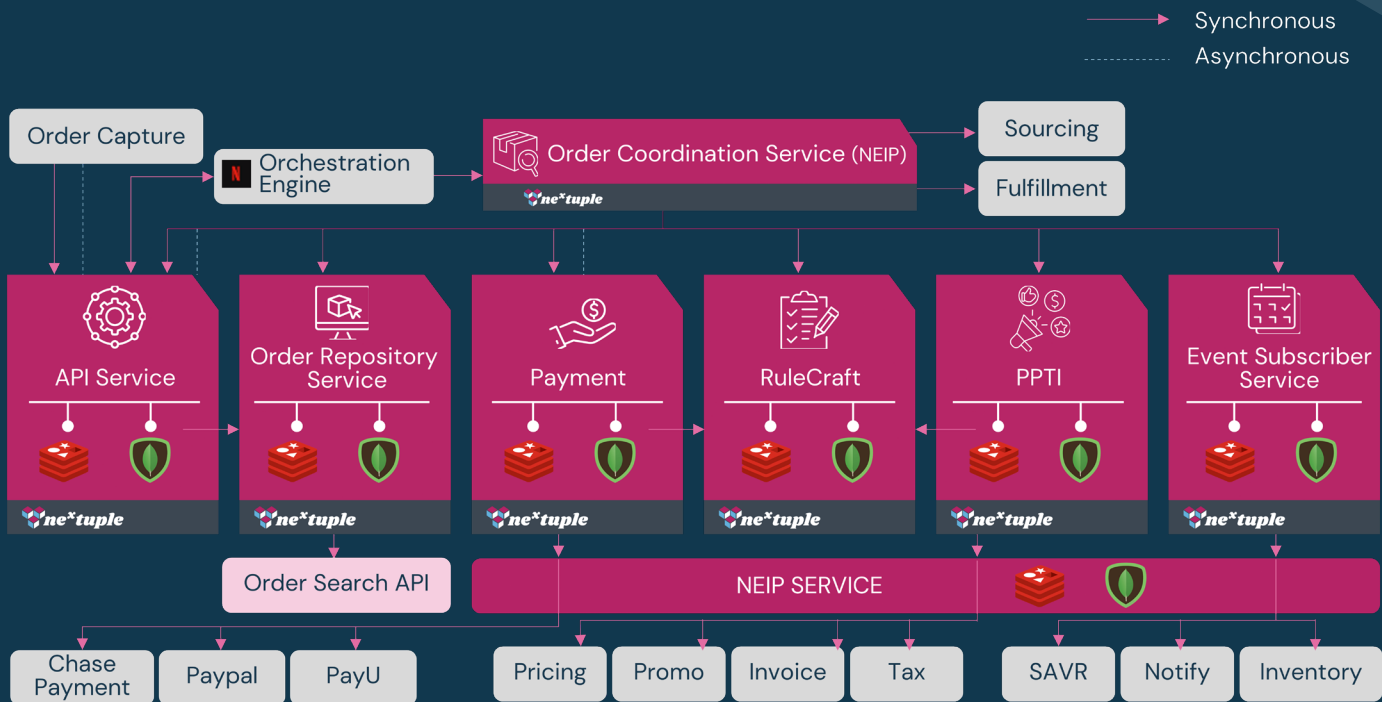 Synchronous
Asynchronous
Order Capture
N
Orchestration
Engine
Order Coordination Service (NEIP)
nextuple
Sourcing
Fulfillment
API Service
nextuple
Order Repository
Service
nextuple
Payment
nextuple
RuleCraft
nextuple
PPTI
nextuple
Event Subscriber
Service
nextuple
Order Search API
NEIP SERVICE
Chase
Payment
Paypal
PayU
Pricing
Promo
Invoice
Tax
SAVR
Notify
Inventory